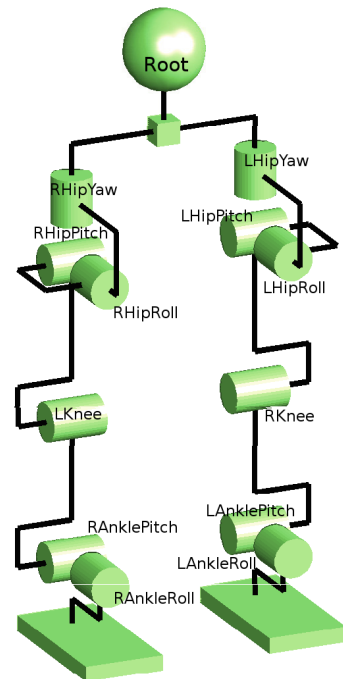 Root
LHipYaw
RHipYaw
LHipPitch
RHipPitch
LHipRoll
RHipRoll
LKnee
RKnee
LAnklePitch
RAnklePitch
LAnkleRoll
RAnkleRoll